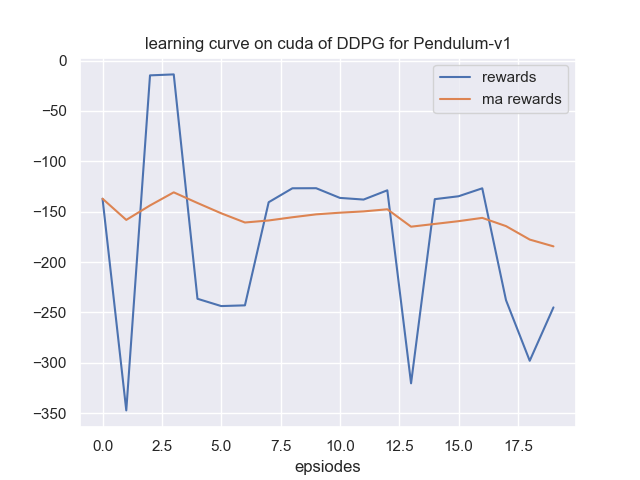 learning curve on cuda of DDPG for Pendulum-v1
rewards
ma rewards
0
−50
−100
−150
−200
−250
−300
−350
0.0 2.5 5.0 7.5 10.0 12.5 15.0 17.5
epsiodes